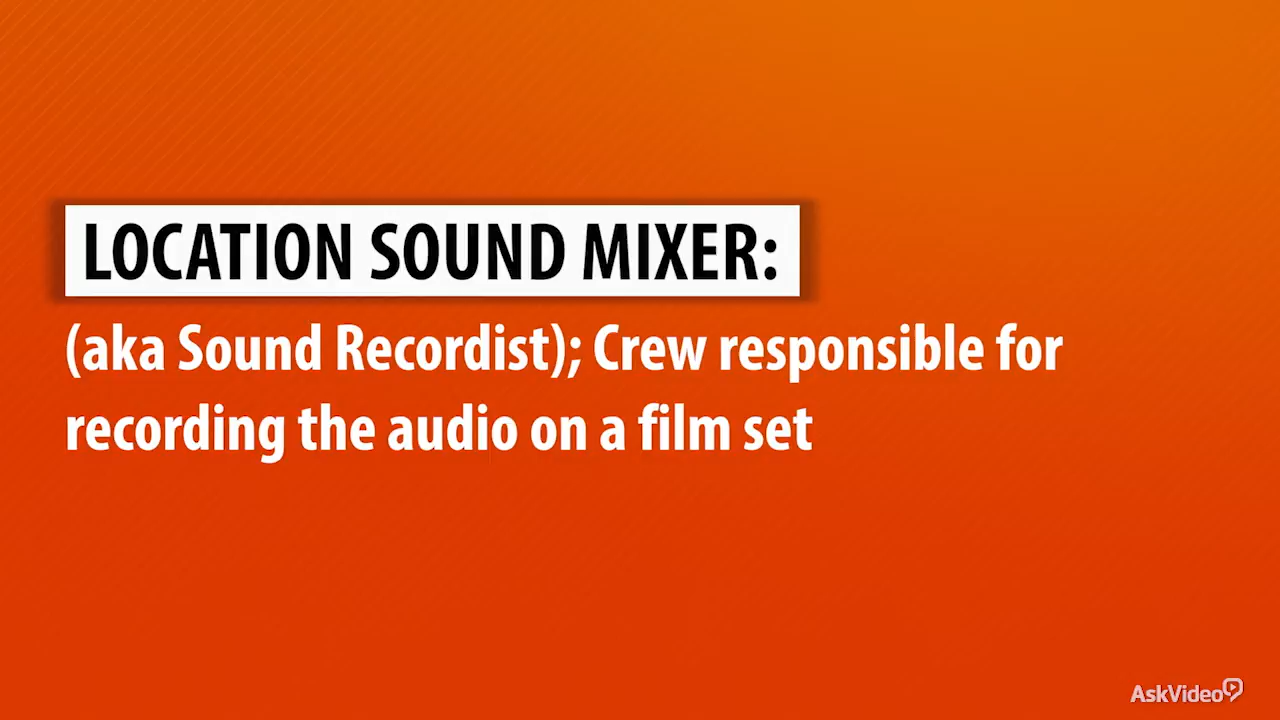 LOCATION SOUND MIXER:
(aka Sound Recordist); Crew responsible for
recording the audio on a film set
AskVideo